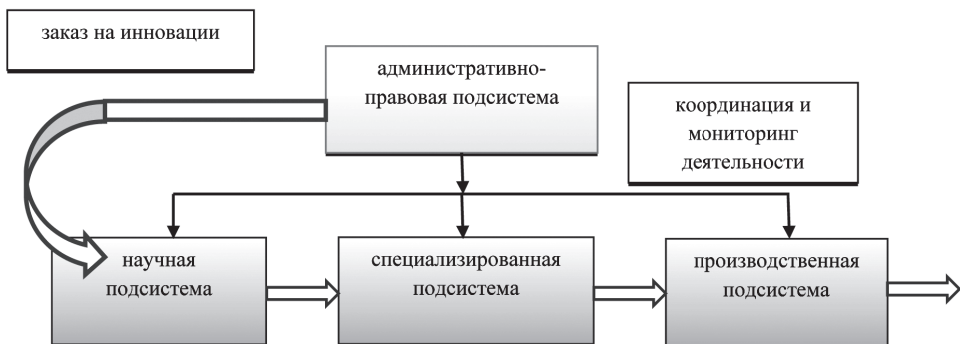 заказ на инновации
административно-
правовая подсистема
координация и
мониторинг
деятельности
научная
подсистема
специализированная
подсистема
производственная
подсистема